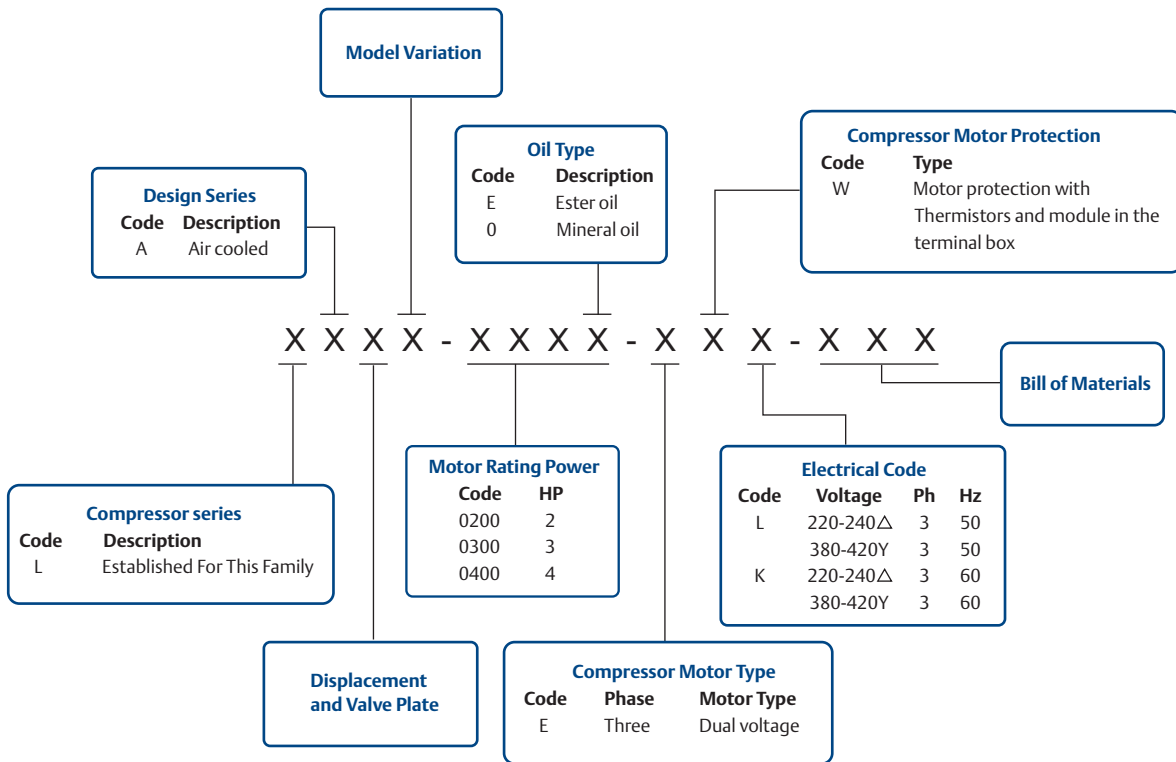 Model Variation
Compressor Motor Protection
Code Type
W Motor protection with
Thermistors and module in the
terminal box
Oil Type
Code Description
E Ester oil
0 Mineral oil
Design Series
Code Description
A Air cooled
X X X X - X X X X - X X X - X X X
Bill of Materials
Motor Rating Power
Code HP
0200 2
0300 3
0400 4
Electrical Code
Code Voltage Ph Hz
L 220-240△ 3 50
380-420Y 3 50
K 220-240△ 3 60
380-420Y 3 60
Compressor series
Code Description
L Established For This Family
Displacement
and Valve Plate
Compressor Motor Type
Code Phase Motor Type
E Three Dual voltage